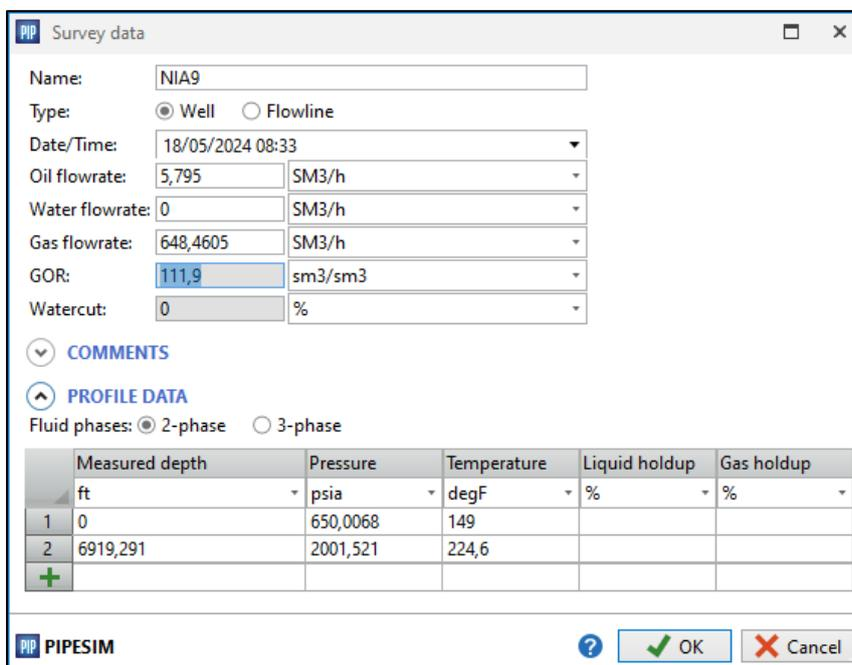 PIP Survey data
Name: NIA9
Type: Well Flowline
Date/Time: 18/05/2024 08:33
Oil flowrate: 5,795 SM3/h
Water flowrate: 0 SM3/h
Gas flowrate: 648,4605 SM3/h
GOR: 111,9 sm3/sm3
Watercut: 0 %
COMMENTS
PROFILE DATA
Fluid phases: 2-phase 3-phase
Measured depth Pressure Temperature Liquid holdup Gas holdup
ft psia degF % %
1 0 650,0068 149
2 6919,291 2001,521 224,6
PIP PIPESIM ? OK Cancel